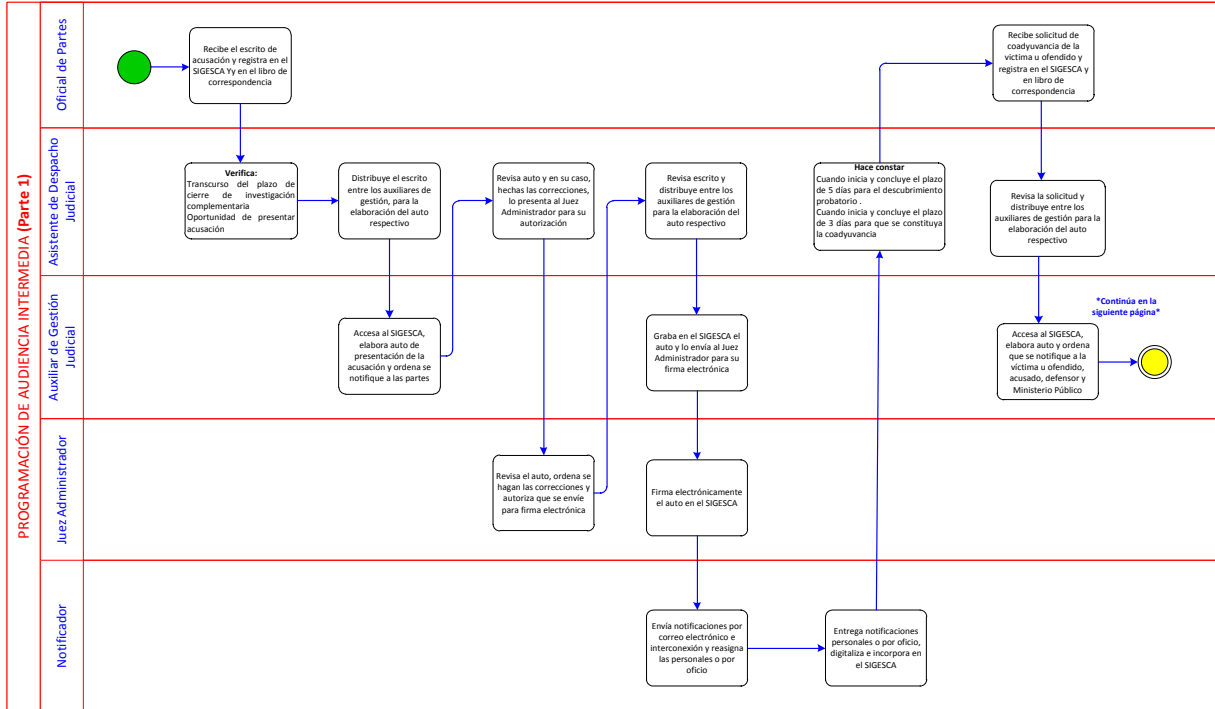 PROGRAMACIÓN DE AUDIENCIA INTERMEDIA (Parte 1)
Oficial de Partes
Recibe el escrito de
acusación y registra en el
SIGESCA Yy en el libro de
correspondencia
Recibe solicitud de
coadyuvancia de la
victima u ofendido y
registra en el SIGESCA y
en libro de
correspondencia
Asistente de Despacho
Judicial
Verifica:
Transcurso del plazo de
cierre de investigación
complementaria
Oportunidad de presentar
acusación
Distribuye el escrito
entre los auxiliares de
gestión, para la
elaboración del auto
respectivo
Revisa auto y en su caso,
hechas las correcciones,
lo presenta al Juez
Administrador para su
autorización
Revisa escrito y
distribuye entre los
auxiliares de gestión
para la elaboración del
auto respectivo
Hace constar
Cuando inicia y concluye el plazo
de 5 días para el descubrimiento
probatorio .
Cuando inicia y concluye el plazo
de 3 días para que se constituya
la coadyuvancia
Revisa la solicitud y
distribuye entre los
auxiliares de gestión para la
elaboración del auto
respectivo
Auxiliar de Gestión
Judicial
Accesa al SIGESCA,
elabora auto de
presentación de la
acusación y ordena se
notifique a las partes
Graba en el SIGESCA el
auto y lo envía al Juez
Administrador para su
firma electrónica
Accesa al SIGESCA,
elabora auto y ordena
que se notifique a la
víctima u ofendido,
acusado, defensor y
Ministerio Público
*Continúa en la
siguiente página*
Juez Administrador
Revisa el auto, ordena se
hagan las correcciones y
autoriza que se envíe
para firma electrónica
Firma electrónicamente
el auto en el SIGESCA
Notificador
Envía notificaciones por
correo electrónico e
interconexión y reasigna
las personales o por
oficio
Entrega notificaciones
personales o por oficio,
digitaliza e incorpora en
el SIGESCA